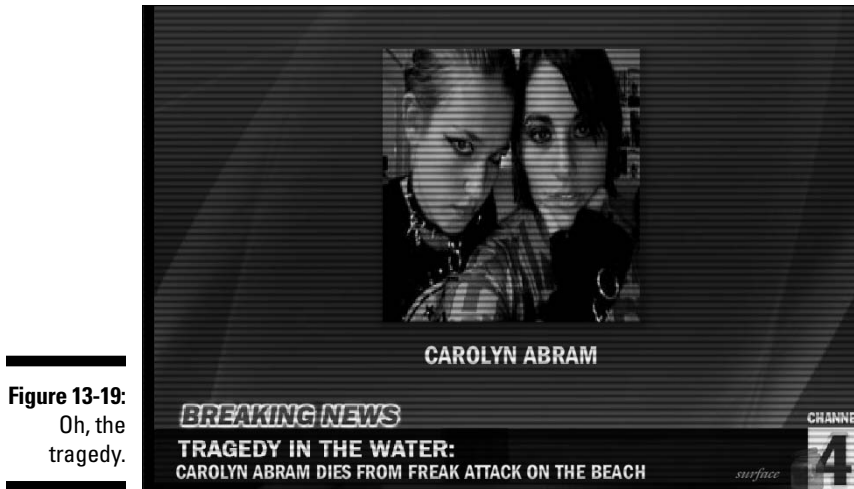 CAROLYN ABRAM
Figure 13-19:
Oh, the
tragedy.
BREAKING NEWS
CHANNE
TRAGEDY IN THE WATER:
CAROLYN ABRAM DIES FROM FREAK ATTACK ON THE BEACH
surface
4